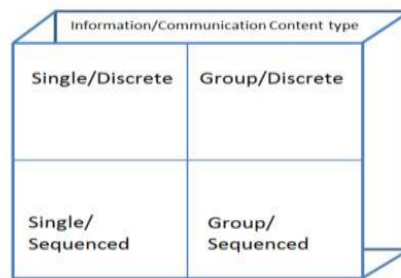 Information/Communication Content type
Single/Discrete
Group/Discrete
Single/
Sequenced
Group/
Sequenced